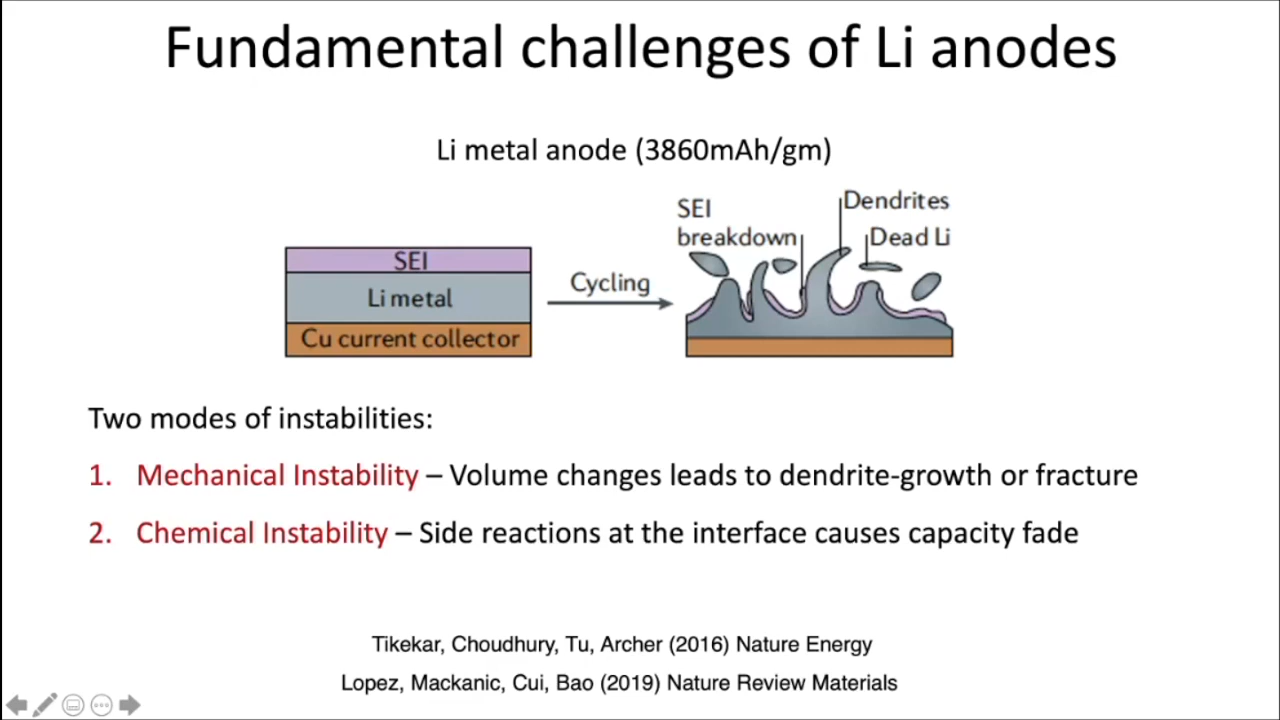 Fundamental challenges of Li anodes
Li metal anode (3860mAh/gm)
SEI
Li metal
Cu current collector
Cycling
SEI
breakdown
Dendrites
Dead Li
Two modes of instabilities:
1. Mechanical Instability – Volume changes leads to dendrite-growth or fracture
2. Chemical Instability – Side reactions at the interface causes capacity fade
Tikekar, Choudhury, Tu, Archer (2016) Nature Energy
Lopez, Mackanic, Cui, Bao (2019) Nature Review Materials